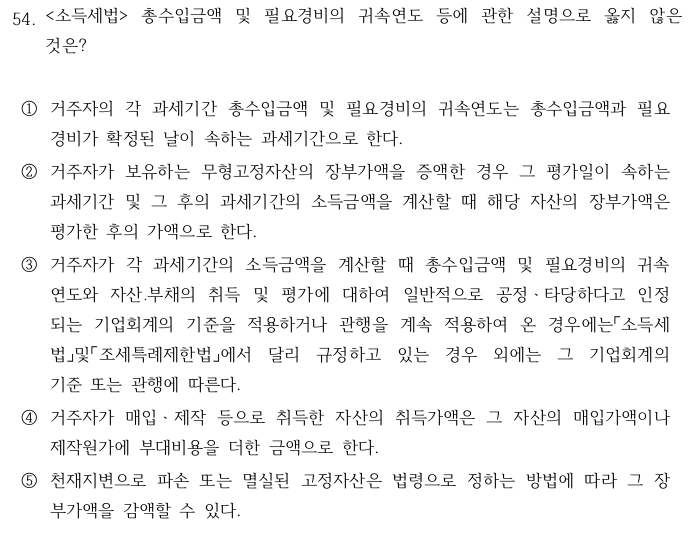 54. <소득세법> 총수입금액 및 필요경비의 귀속연도 등에 관한 설명으로 옳지 않은
것은?
① 거주자의 각 과세기간 총수입금액 및 필요경비의 귀속연도는 총수입금액과 필요
경비가 확정된 날이 속하는 과세기간으로 한다.
② 거주자가 보유하는 무형고정자산의 장부가액을 증액한 경우 그 평가일이 속하는
과세기간 및 그 후의 과세기간의 소득금액을 계산할 때 해당 자산의 장부가액은
평가한 후의 가액으로 한다.
③ 거주자가 각 과세기간의 소득금액을 계산할 때 총수입금액 및 필요경비의 귀속
연도와 자산.부채의 취득 및 평가에 대하여 일반적으로 공정ㆍ타당하다고 인정
되는 기업회계의 기준을 적용하거나 관행을 계속 적용하여 온 경우에는「소득세
법」및「조세특례제한법」에서 달리 규정하고 있는 경우 외에는 그 기업회계의
기준 또는 관행에 따른다.
④ 거주자가 매입ㆍ제작 등으로 취득한 자산의 취득가액은 그 자산의 매입가액이나
제작원가에 부대비용을 더한 금액으로 한다.
⑤ 천재지변으로 파손 또는 멸실된 고정자산은 법령으로 정하는 방법에 따라 그 장
부가액을 감액할 수 있다.